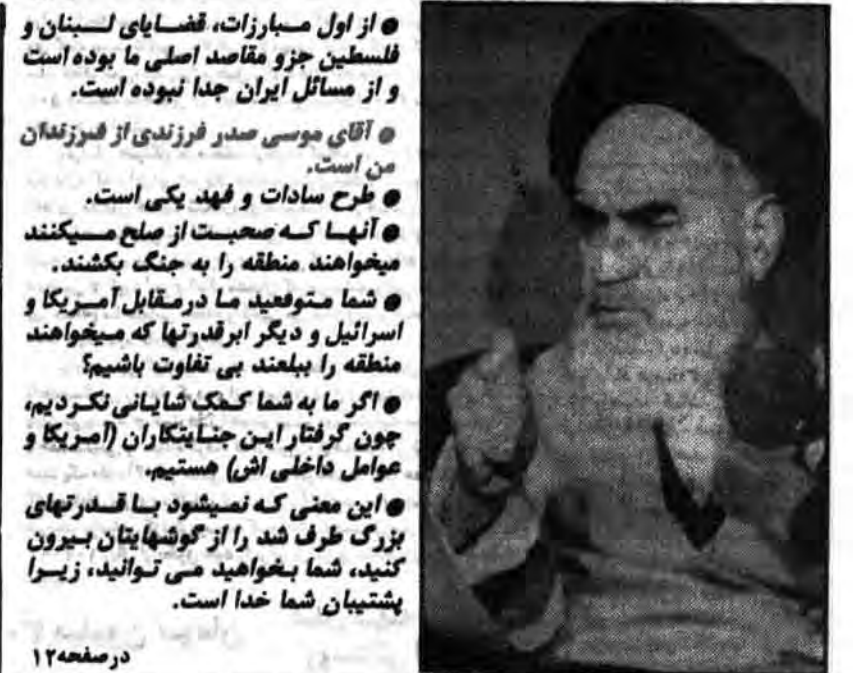 ● از اول مبارزات، قضایای لبنان و
فلسطین جزو مقاصد اصلی ما بوده است
و از مسائل ایران جدا نبوده است.
● آقای موسی صدر فرزندی از فرزندان
من است.
● طرح سادات و فهد یکی است.
● آنها که صحبت از صلح میکنند
میخواهند منطقه را به جنگ بکشند.
● شما متوقعید ما در مقابل آمریکا و
اسرائیل و دیگر ابرقدرتها که میخواهند
منطقه را ببلعند بی تفاوت باشیم؟
● اگر ما به شما کمک شایانی نکردیم،
چون گرفتار این جنایتکاران (آمریکا و
عوامل داخلی اش) هستیم.
● این معنی که نمیشود با قدرتهای
بزرگ طرف شد را از گوشهایتان بیرون
کنید، شما بخواهید می توانید، زیرا
پشتیبان شما خدا است.
در صفحه ۱۲